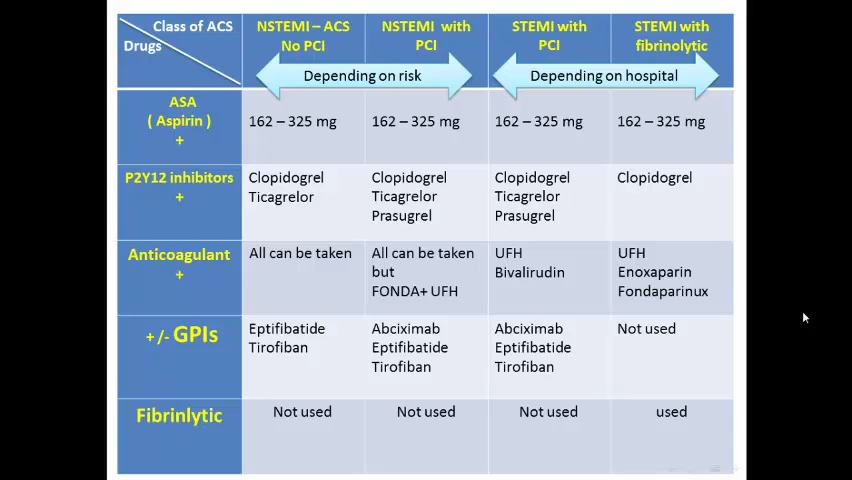 Class of ACS
Drugs
NSTEMI – ACS
No PCI
NSTEMI with
PCI
STEMI with
PCI
STEMI with
fibrinolytic
Depending on risk
Depending on hospital
ASA
( Aspirin )
+
162 – 325 mg
162 – 325 mg
162 – 325 mg
162 – 325 mg
P2Y12 inhibitors
+
Clopidogrel
Ticagrelor
Clopidogrel
Ticagrelor
Prasugrel
Clopidogrel
Ticagrelor
Prasugrel
Clopidogrel
Anticoagulant
+
All can be taken
All can be taken
but
FONDA+ UFH
UFH
Bivalirudin
UFH
Enoxaparin
Fondaparinux
+/- GPIs
Eptifibatide
Tirofiban
Abciximab
Eptifibatide
Tirofiban
Abciximab
Eptifibatide
Tirofiban
Not used
Fibrinlytic
Not used
Not used
Not used
used